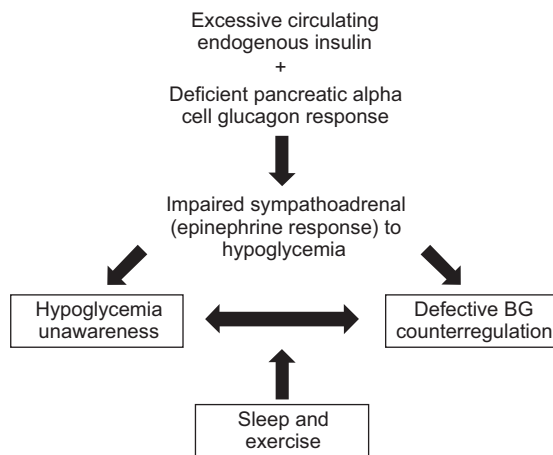 Excessive circulating
endogenous insulin
+
Deficient pancreatic alpha
cell glucagon response
Impaired sympathoadrenal
(epinephrine response) to
hypoglycemia
Hypoglycemia
unawareness
Defective BG
counterregulation
Sleep and
exercise